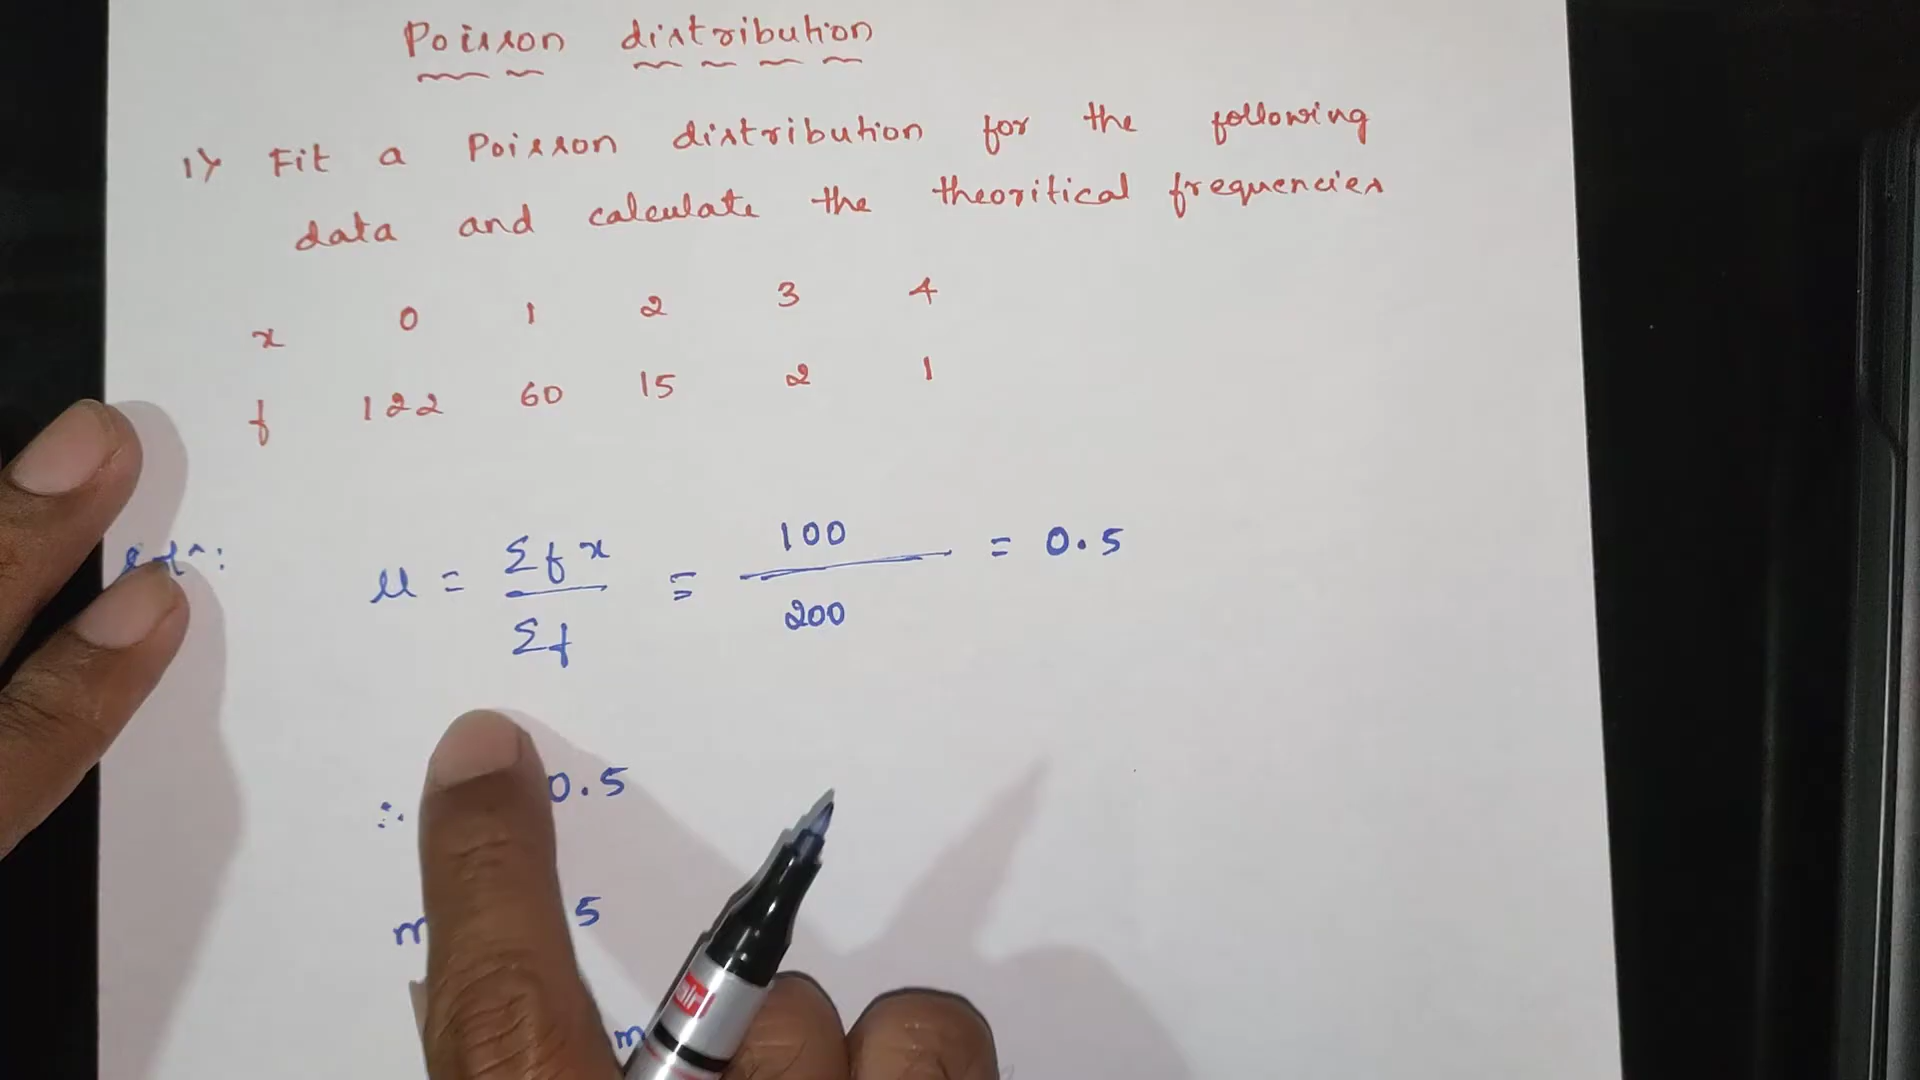 Poisson distribution
1) Fit a Poisson distribution for the following
data and calculate the theoritical frequencies
x 0 1 2 3 4
f 122 60 15 2 1
μ = Σfx / Σf = 100 / 200 = 0.5
∴ 0.5
m 5
m